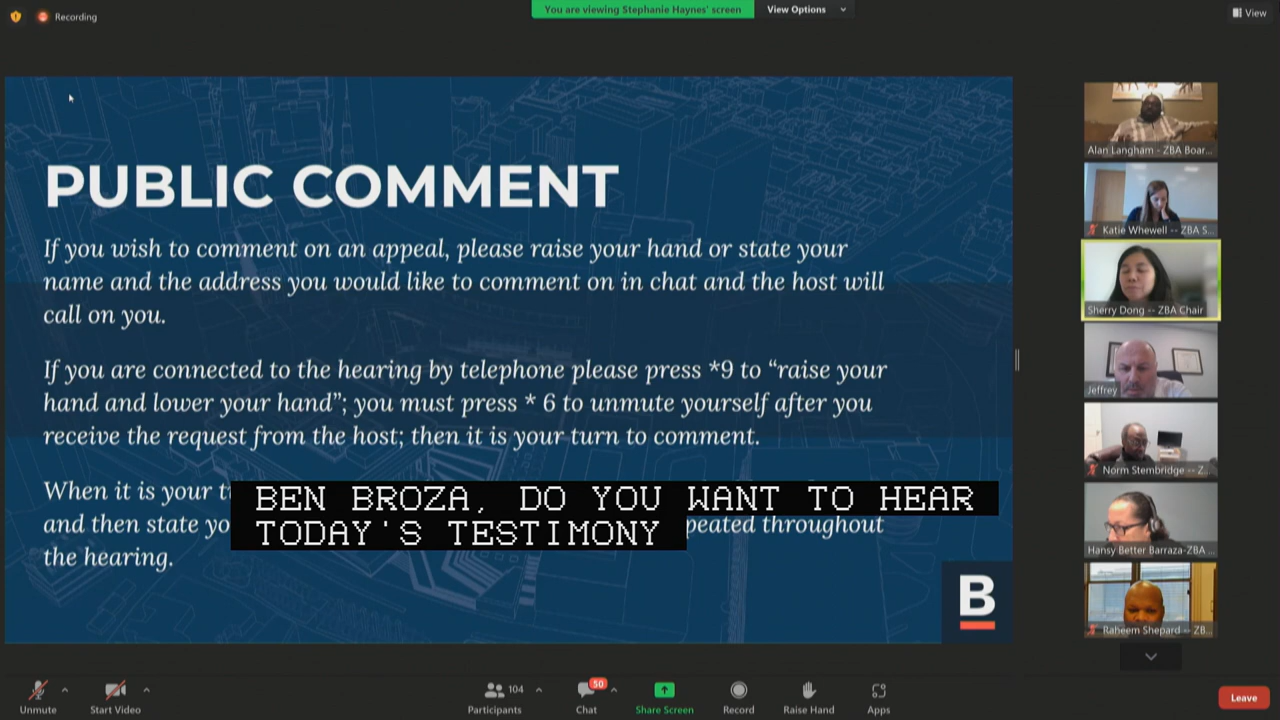 Recording
You are viewing Stephanie Haynes' screen
View Options
View
PUBLIC COMMENT
If you wish to comment on an appeal, please raise your hand or state your
name and the address you would like to comment on in chat and the host will
call on you.
If you are connected to the hearing by telephone please press *9 to “raise your
hand and lower your hand”; you must press * 6 to unmute yourself after you
receive the request from the host; then it is your turn to comment.
When it is your t
and then state yo
peated throughout
the hearing.
BEN BROZA, DO YOU WANT TO HEAR
TODAY'S TESTIMONY
B
Alan Langham - ZBA Boar...
Katie Whewell -- ZBA S...
Sherry Dong -- ZBA Chair
Jeffrey
Norm Stembridge -- Z...
Hansy Better Barraza-ZBA ...
Raheem Shepard -- ZB...
Unmute
Start Video
104
Participants
50
Chat
Share Screen
Record
Raise Hand
Apps
Leave